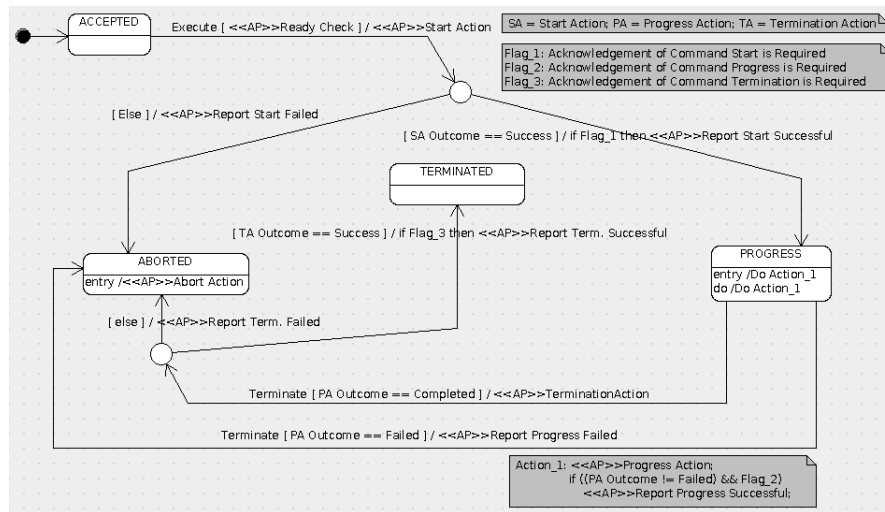 ACCEPTED
Execute [ <<AP>>Ready Check ] / <<AP>>Start Action
SA = Start Action; PA = Progress Action; TA = Termination Action
Flag_1: Acknowledgement of Command Start is Required
Flag_2: Acknowledgement of Command Progress is Required
Flag_3: Acknowledgement of Command Termination is Required
[ Else ] / <<AP>>Report Start Failed
[ SA Outcome == Success ] / if Flag_1 then <<AP>>Report Start Successful
TERMINATED
[ TA Outcome == Success ] / if Flag_3 then <<AP>>Report Term. Successful
ABORTED
entry /<<AP>>Abort Action
PROGRESS
entry /Do Action_1
do /Do Action_1
[ else ] / <<AP>>Report Term. Failed
Terminate [ PA Outcome == Completed ] / <<AP>>TerminationAction
Terminate [ PA Outcome == Failed ] / <<AP>>Report Progress Failed
Action_1: <<AP>>Progress Action;
if ((PA Outcome != Failed) && Flag_2)
<<AP>>Report Progress Successful;